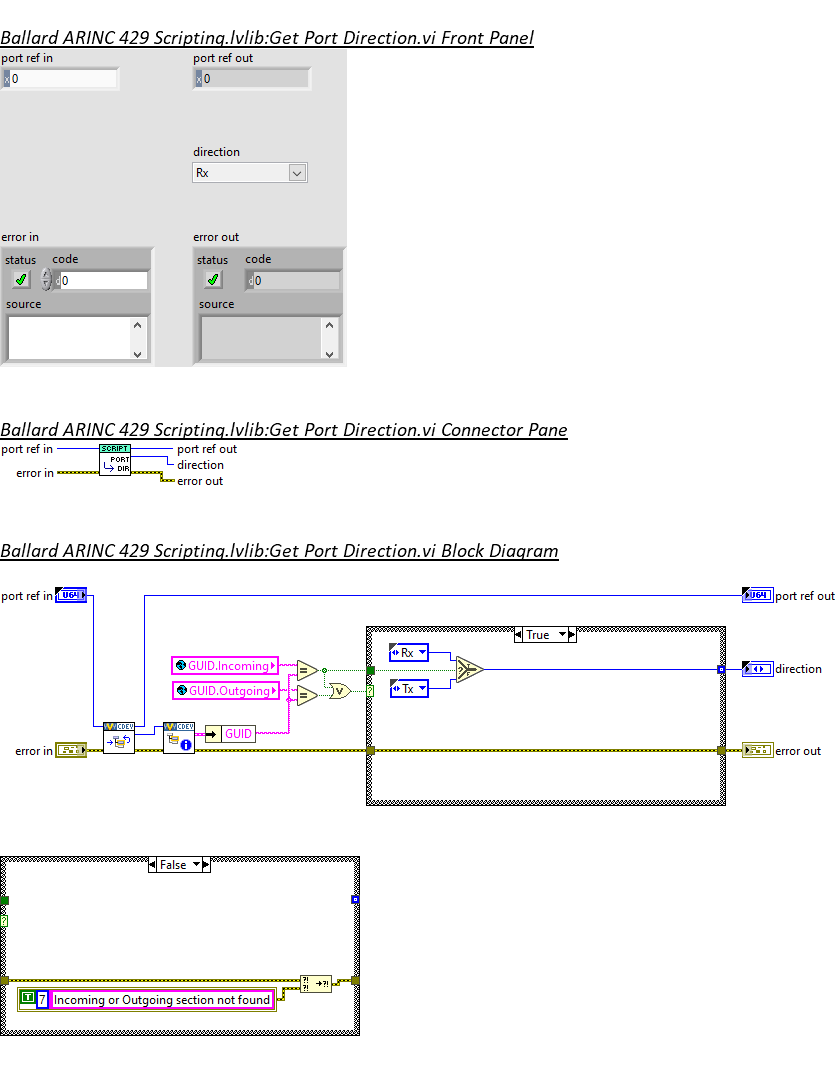 Ballard ARINC 429 Scripting.lvlib:Get Port Direction.vi Front Panel
port ref in port ref out
x 0 x 0
direction
Rx
error in error out
status code status code
d 0 d 0
source source
Ballard ARINC 429 Scripting.lvlib:Get Port Direction.vi Connector Pane
port ref in SCRIPT port ref out
PORT direction
error in DIR error out
Ballard ARINC 429 Scripting.lvlib:Get Port Direction.vi Block Diagram
port ref in U64 U64 port ref out
True
Rx
GUID.Incoming = T ? F direction
GUID.Outgoing = V ? Tx
CDEV CDEV GUID
error in i error out
False
?
?! ?! ?!
T 7 Incoming or Outgoing section not found